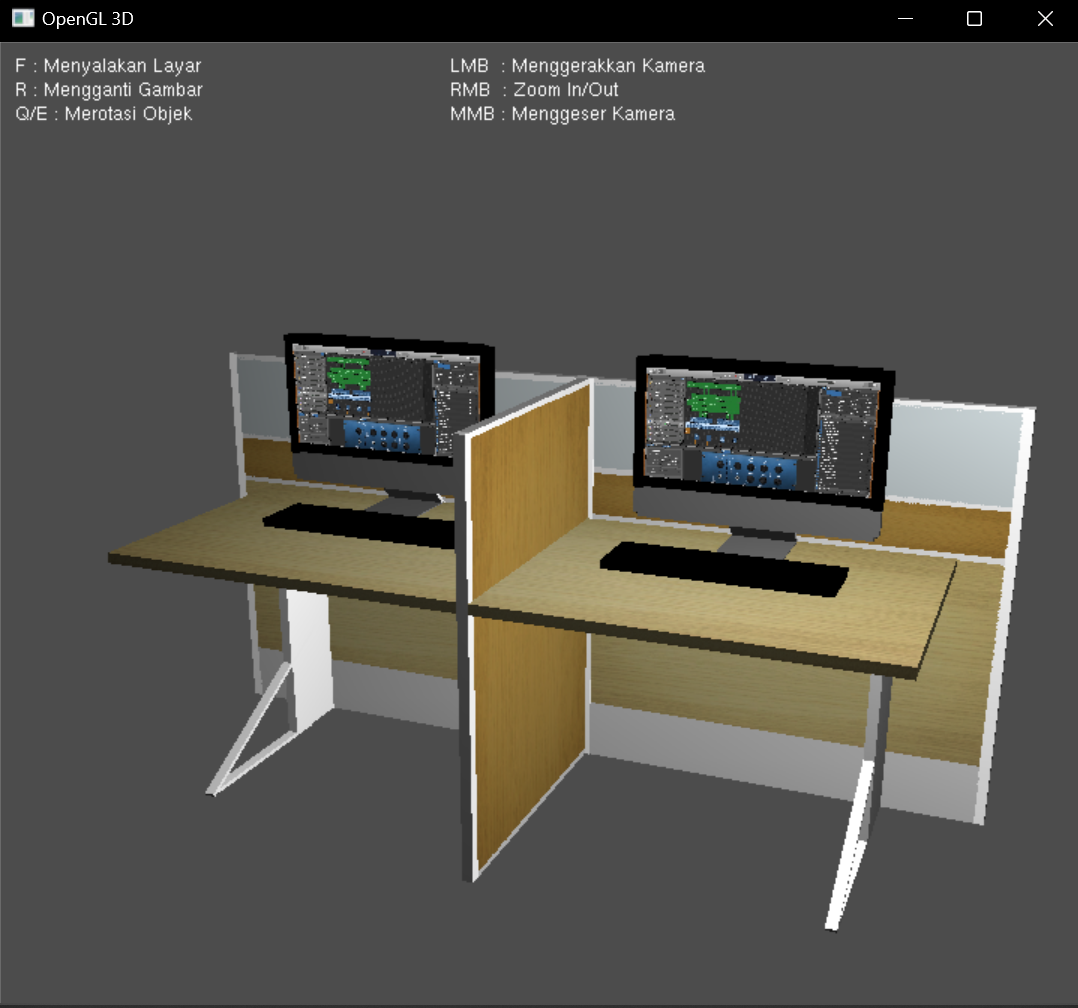 OpenGL 3D
F : Menyalakan Layar
R : Mengganti Gambar
Q/E : Merotasi Objek
LMB : Menggerakkan Kamera
RMB : Zoom In/Out
MMB : Menggeser Kamera